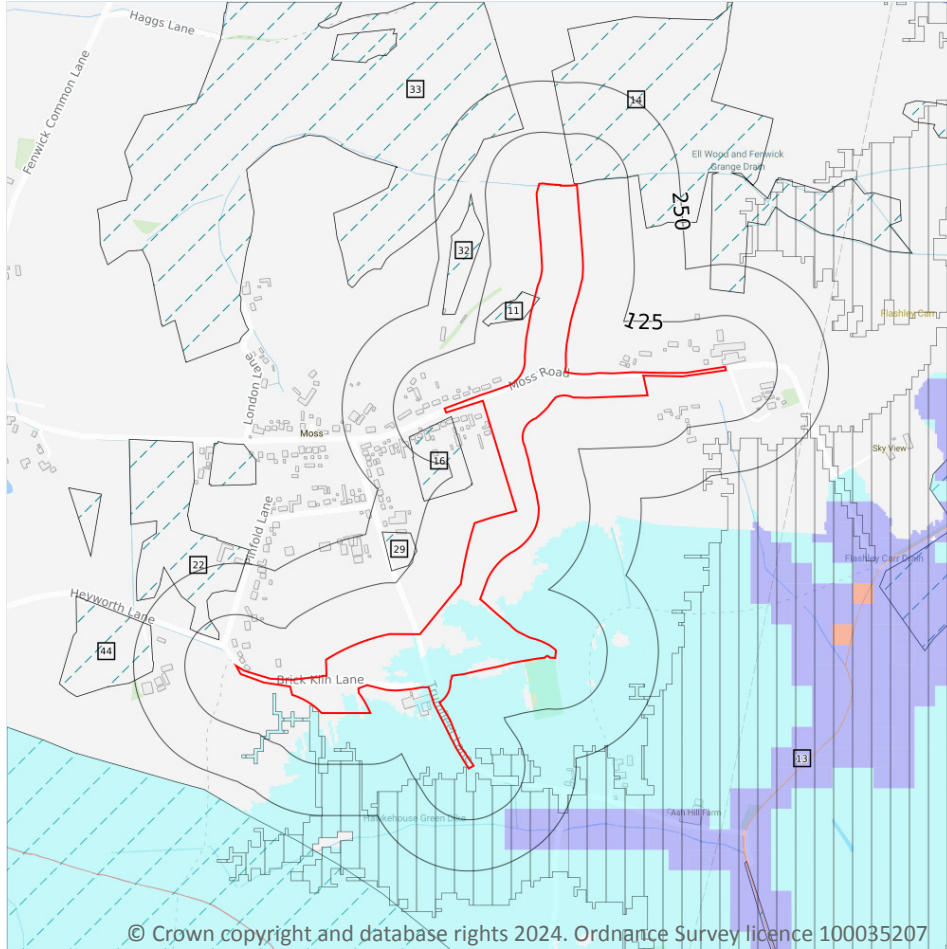 Haggs Lane
Fenwick Common Lane
33
14
Ell Wood and Fenwick
Grange Drain
250
32
11
125
Flashley Carr
Moss Road
London Lane
Moss
16
Sky View
Pinfold Lane
29
22
Flashley Carr Drain
Heyworth Lane
44
Brick Kiln Lane
13
Ash Hill Farm
Hawkehouse Green Dike
© Crown copyright and database rights 2024. Ordnance Survey licence 100035207